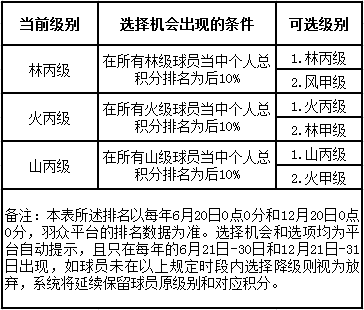 当前级别 选择机会出现的条件 可选级别
林丙级 在所有林级球员当中个人总 1.林丙级
积分排名为后10% 2.风甲级
火丙级 在所有火级球员当中个人总 1.火丙级
积分排名为后10% 2.林甲级
山丙级 在所有山级球员当中个人总 1.山丙级
积分排名为后10% 2.火甲级
备注：本表所述排名以每年6月20日0点0分和12月20日0点
0分，羽众平台的排名数据为准。选择机会和选项均为平
台自动提示，且只在每年的6月21日-30日和12月21日-31
日出现，如球员未在以上规定时段内选择降级则视为放
弃，系统将延续保留球员原级别和对应积分。